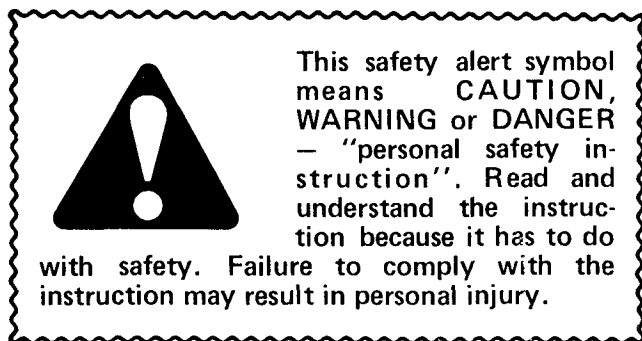 This safety alert symbol
means CAUTION,
WARNING or DANGER
— "personal safety in-
struction". Read and
understand the instruc-
tion because it has to do
with safety. Failure to comply with the
instruction may result in personal injury.